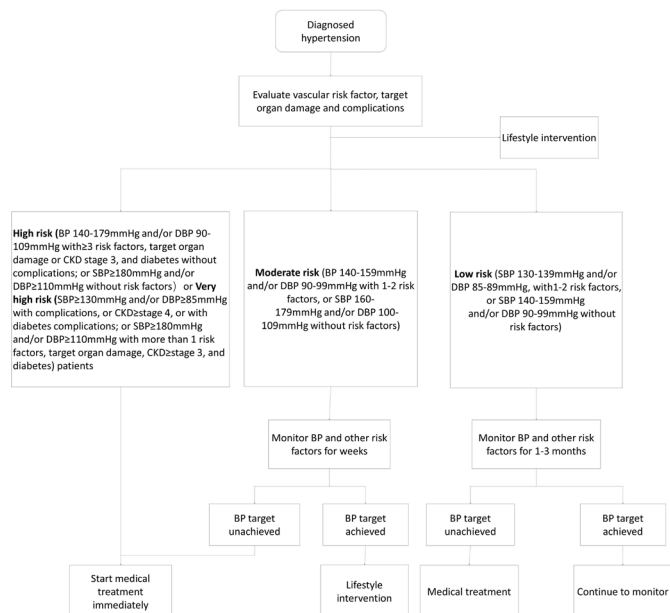 Diagnosed
hypertension
Evaluate vascular risk factor, target
organ damage and complications
Lifestyle intervention
High risk (BP 140-179mmHg and/or DBP 90-
109mmHg with≥3 risk factors, target organ
damage or CKD stage 3, and diabetes without
complications; or SBP≥180mmHg and/or
DBP≥110mmHg without risk factors） or Very
high risk (SBP≥130mmHg and/or DBP≥85mmHg
with complications, or CKD≥stage 4, or with
diabetes complications; or SBP≥180mmHg
and/or DBP≥110mmHg with more than 1 risk
factors, target organ damage, CKD≥stage 3, and
diabetes) patients
Moderate risk (BP 140-159mmHg
and/or DBP 90-99mmHg with 1-2 risk
factors, or SBP 160-
179mmHg and/or DBP 100-
109mmHg without risk factors)
Low risk (SBP 130-139mmHg and/or
DBP 85-89mmHg, with1-2 risk factors,
or SBP 140-159mmHg
and/or DBP 90-99mmHg without risk
factors)
Monitor BP and other risk
factors for weeks
Monitor BP and other risk
factors for 1-3 months
BP target
unachieved
BP target
achieved
BP target
unachieved
BP target
achieved
Start medical
treatment
immediately
Lifestyle
intervention
Medical treatment
Continue to monitor